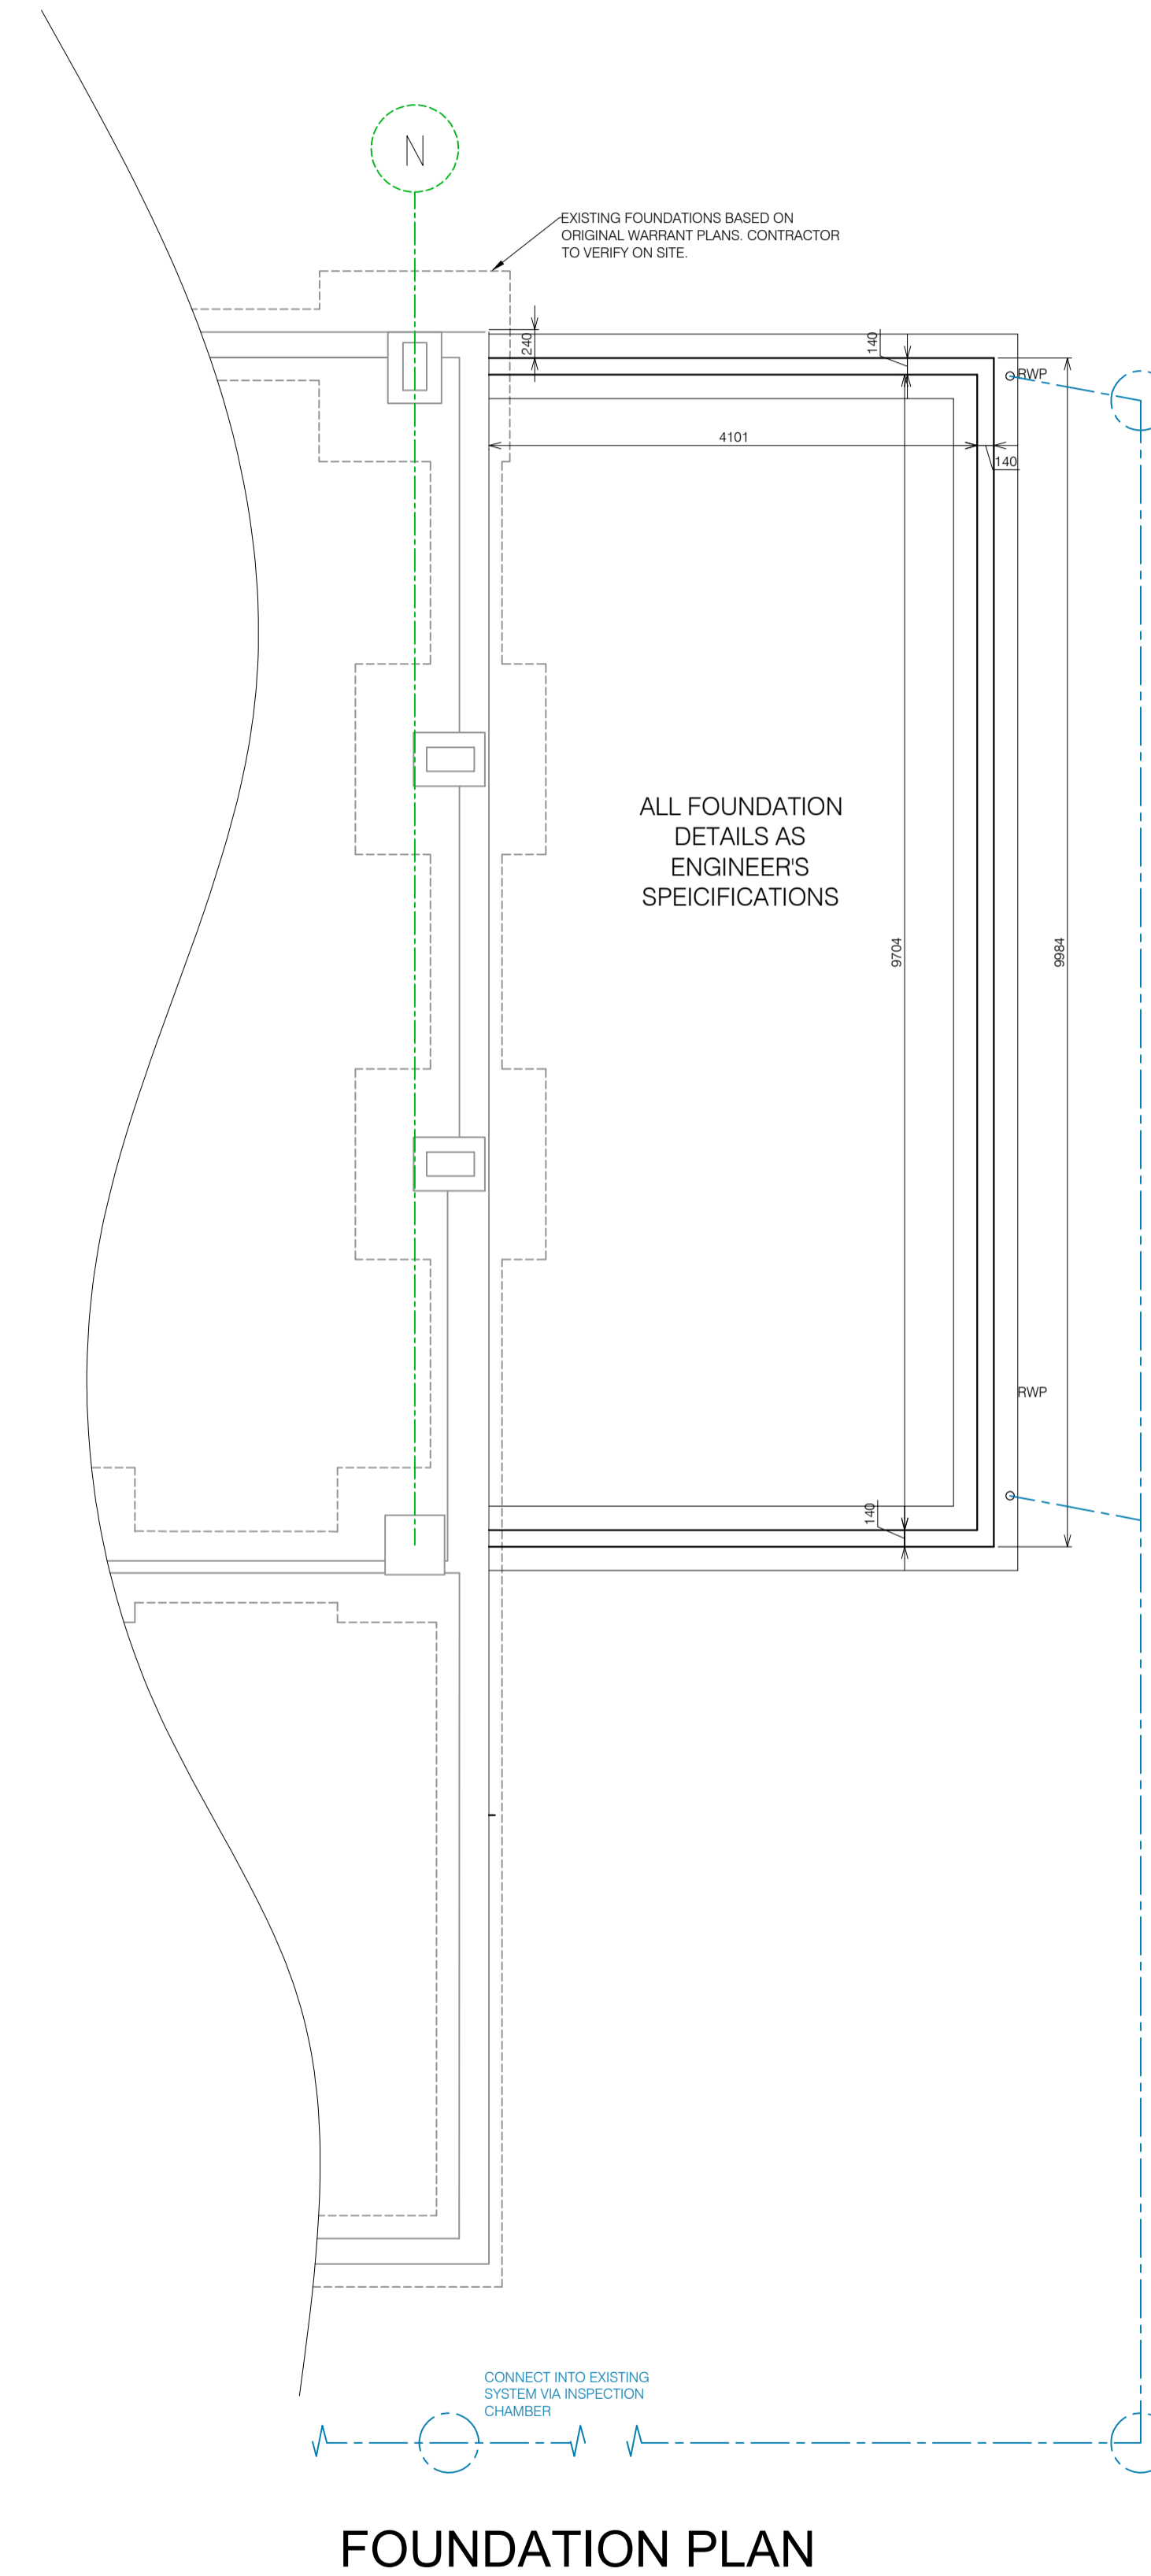 N
EXISTING FOUNDATIONS BASED ON
ORIGINAL WARRANT PLANS. CONTRACTOR
TO VERIFY ON SITE.
240
140
RWP
4101
140
ALL FOUNDATION
DETAILS AS
ENGINEER'S
SPEICIFICATIONS
9704
9984
RWP
140
CONNECT INTO EXISTING
SYSTEM VIA INSPECTION
CHAMBER
FOUNDATION PLAN